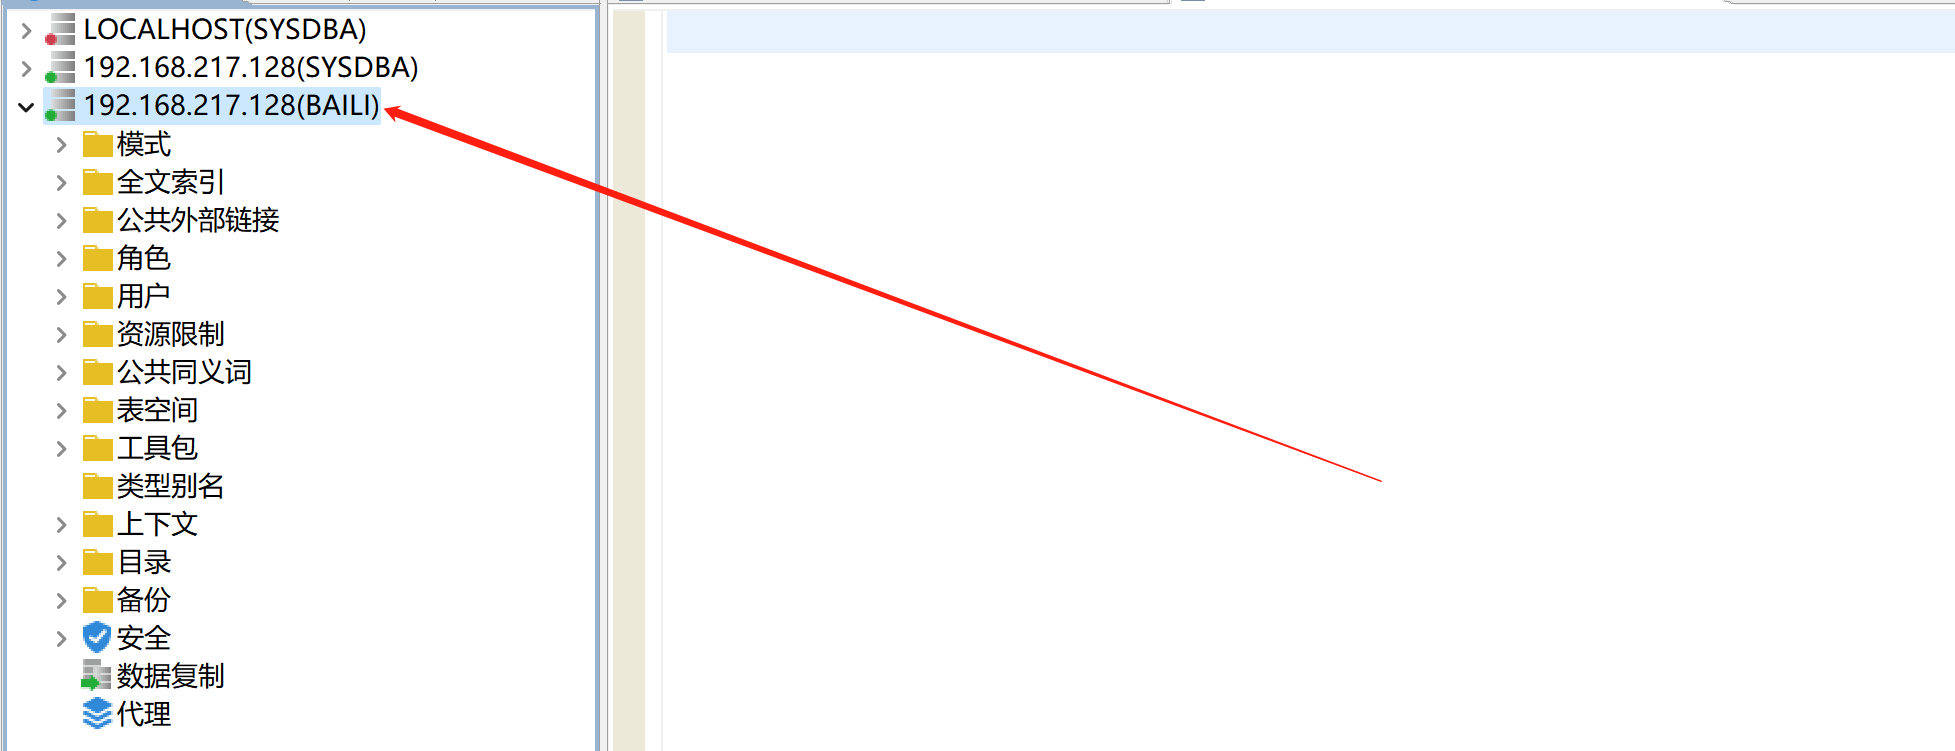 LOCALHOST(SYSDBA)
192.168.217.128(SYSDBA)
192.168.217.128(BAILI)
模式
全文索引
公共外部链接
角色
用户
资源限制
公共同义词
表空间
工具包
类型别名
上下文
目录
备份
安全
数据复制
代理